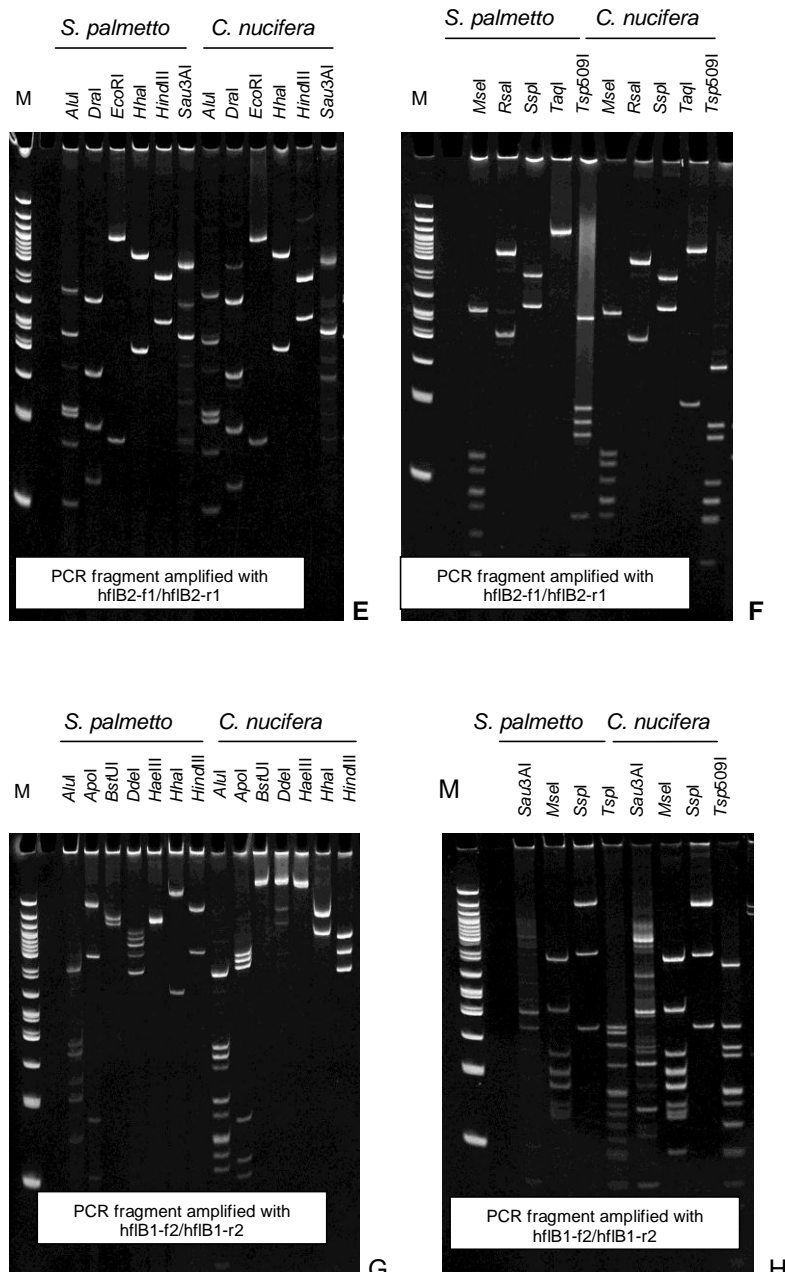 S. palmetto C. nucifera
M AluI DraI EcoRI HhaI HindIII Sau3AI AluI DraI EcoRI HhaI HindIII Sau3AI
PCR fragment amplified with
hflB2-f1/hflB2-r1
E
S. palmetto C. nucifera
M MseI RsaI SspI TaqI Tsp509I MseI RsaI SspI TaqI Tsp509I
PCR fragment amplified with
hflB2-f1/hflB2-r1
F
S. palmetto C. nucifera
M AluI ApoI BstUI DdeI HaeIII HhaI HindIII AluI ApoI BstUI DdeI HaeIII HhaI HindIII
PCR fragment amplified with
hflB1-f2/hflB1-r2
G
S. palmetto C. nucifera
M Sau3AI MseI SspI TspI Sau3AI MseI SspI Tsp509I
PCR fragment amplified with
hflB1-f2/hflB1-r2
H